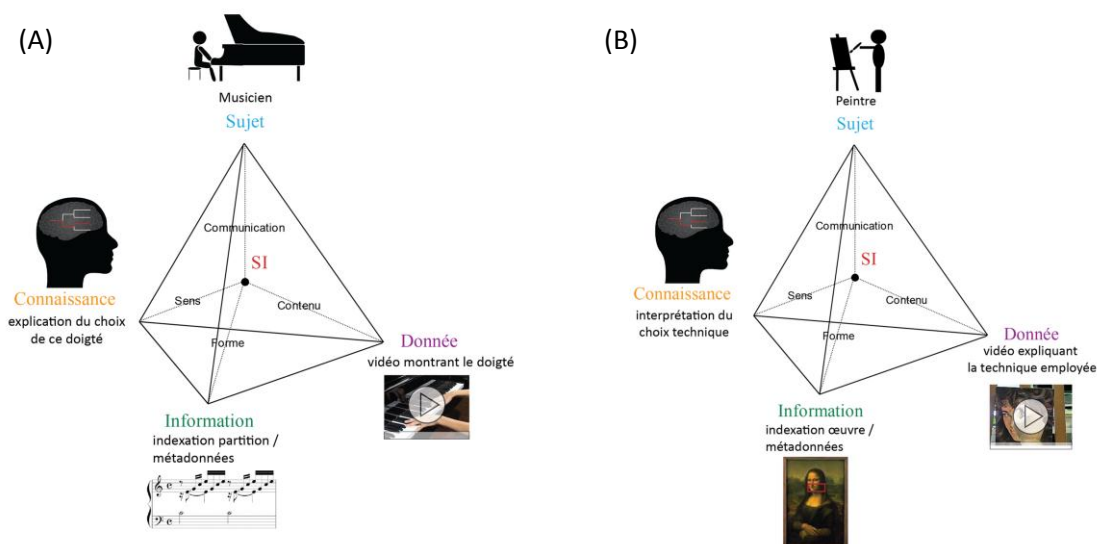 (A)
Musicien
Sujet
Communication
SI
Sens
Contenu
Forme
Connaissance
explication du choix
de ce doigté
Donnée
vidéo montrant le doigté
Information
indexation partition /
métadonnées
(B)
Peintre
Sujet
Communication
SI
Sens
Contenu
Forme
Connaissance
interprétation du
choix technique
Donnée
vidéo expliquant
la technique employée
Information
indexation œuvre /
métadonnées